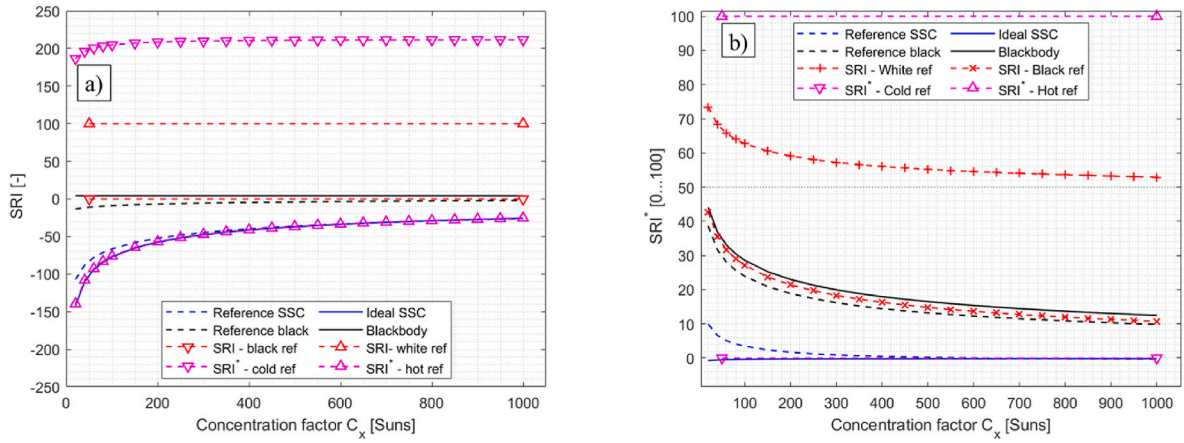 a)
SRI [-]
250
200
150
100
50
0
-50
-100
-150
-200
-250
Reference SSC
Ideal SSC
Reference black
Blackbody
SRI - black ref
SRI- white ref
SRI* - cold ref
SRI* - hot ref
0 200 400 600 800 1000
Concentration factor Cx [Suns]
b)
SRI* [0...100]
100
90
80
70
60
50
40
30
20
10
0
Reference SSC
Ideal SSC
Reference black
Blackbody
SRI - White ref
SRI - Black ref
SRI* - Cold ref
SRI* - Hot ref
100 200 300 400 500 600 700 800 900 1000
Concentration factor Cx [Suns]